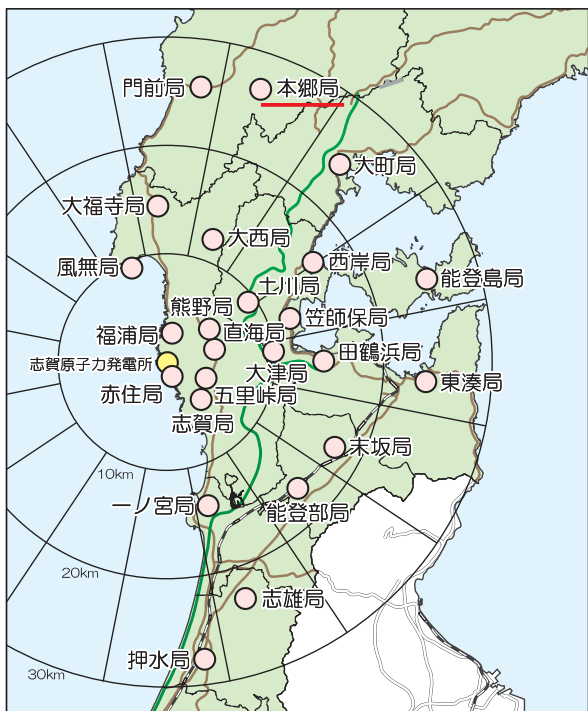 門前局
本郷局
大町局
大福寺局
大西局
風無局
西岸局
能登島局
土川局
熊野局
笠師保局
福浦局
直海局
志賀原子力発電所
大津局
田鶴浜局
赤住局
五里峠局
東湊局
志賀局
末坂局
10km
一ノ宮局
能登部局
20km
志雄局
押水局
30km